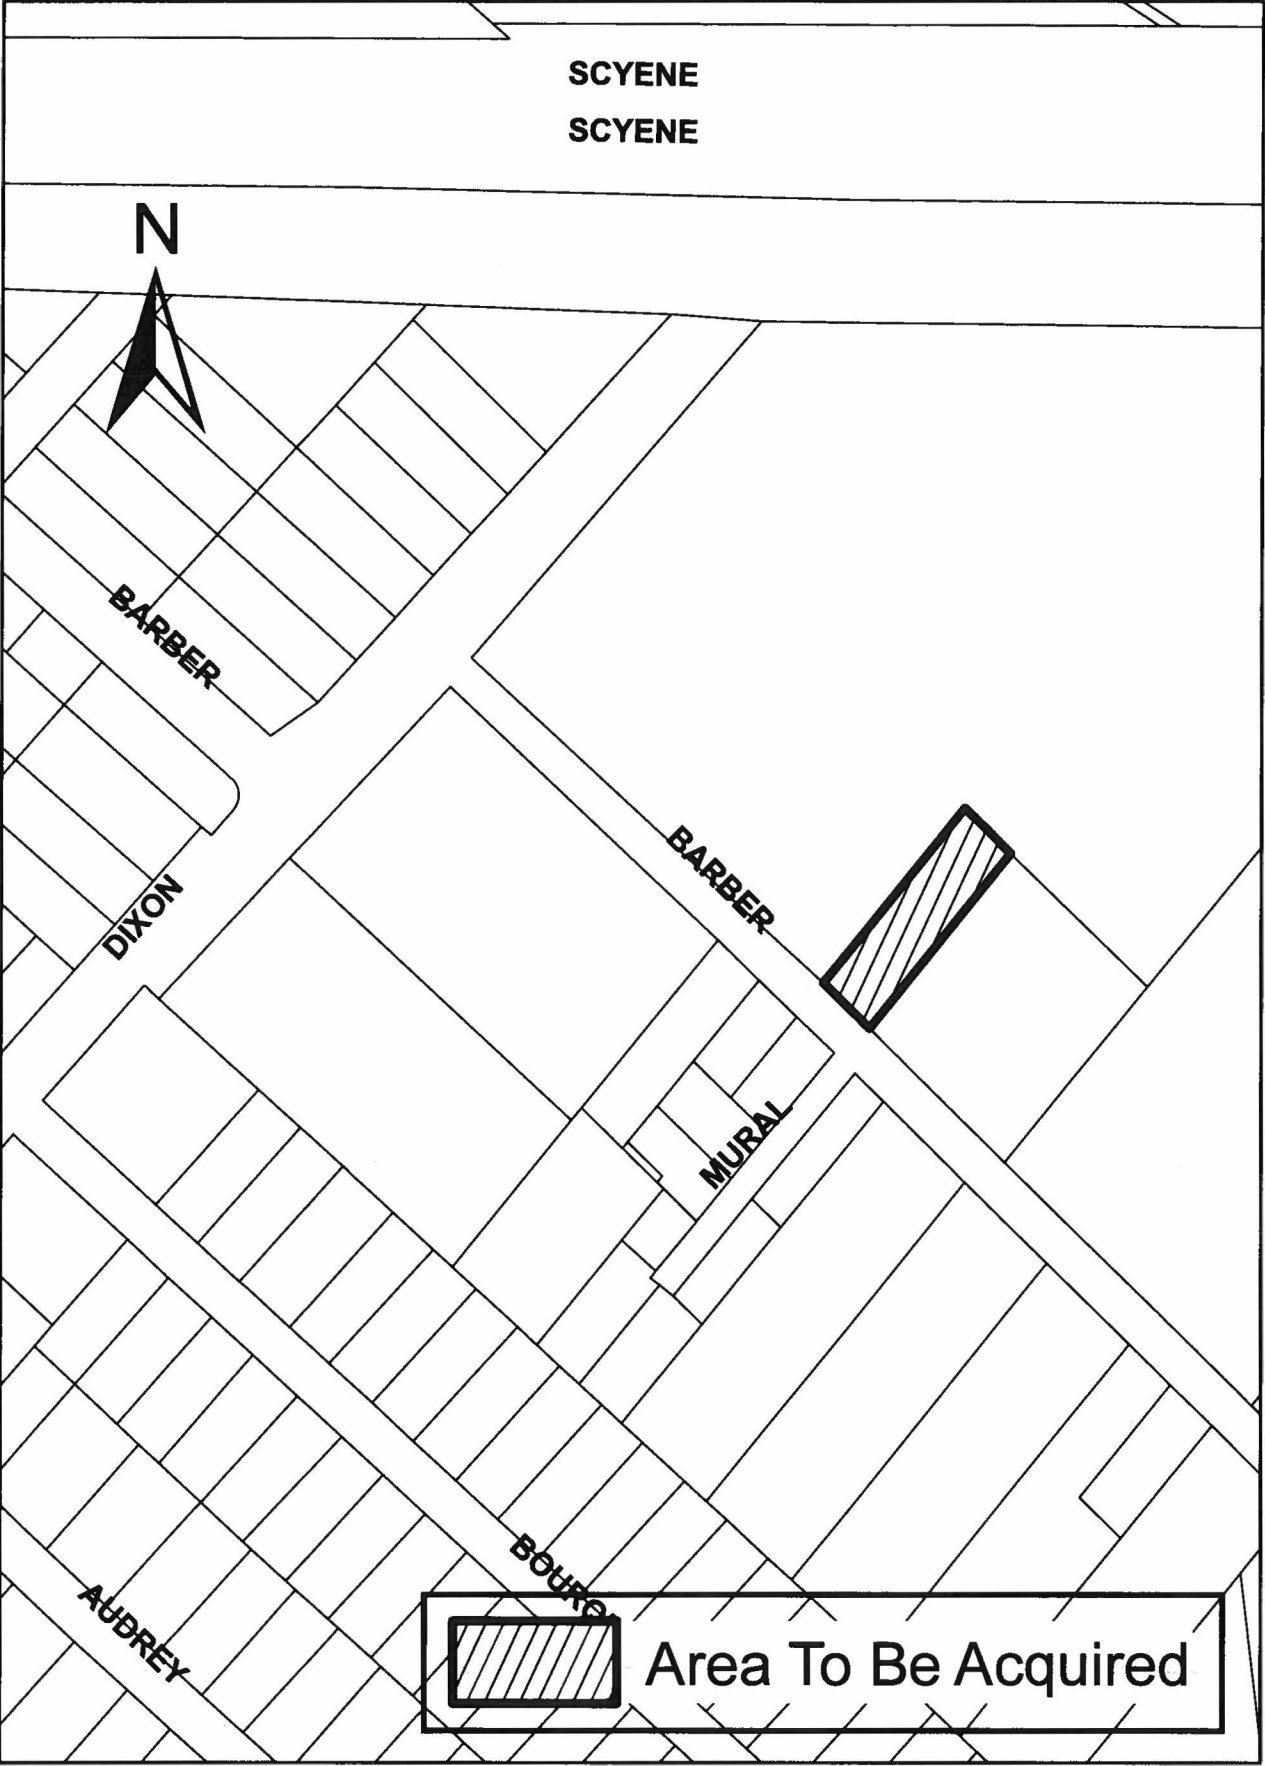 SCYENE
SCYENE
N
BARBER
BARBER
DIXON
MURAL
AUDREY
Area To Be Acquired